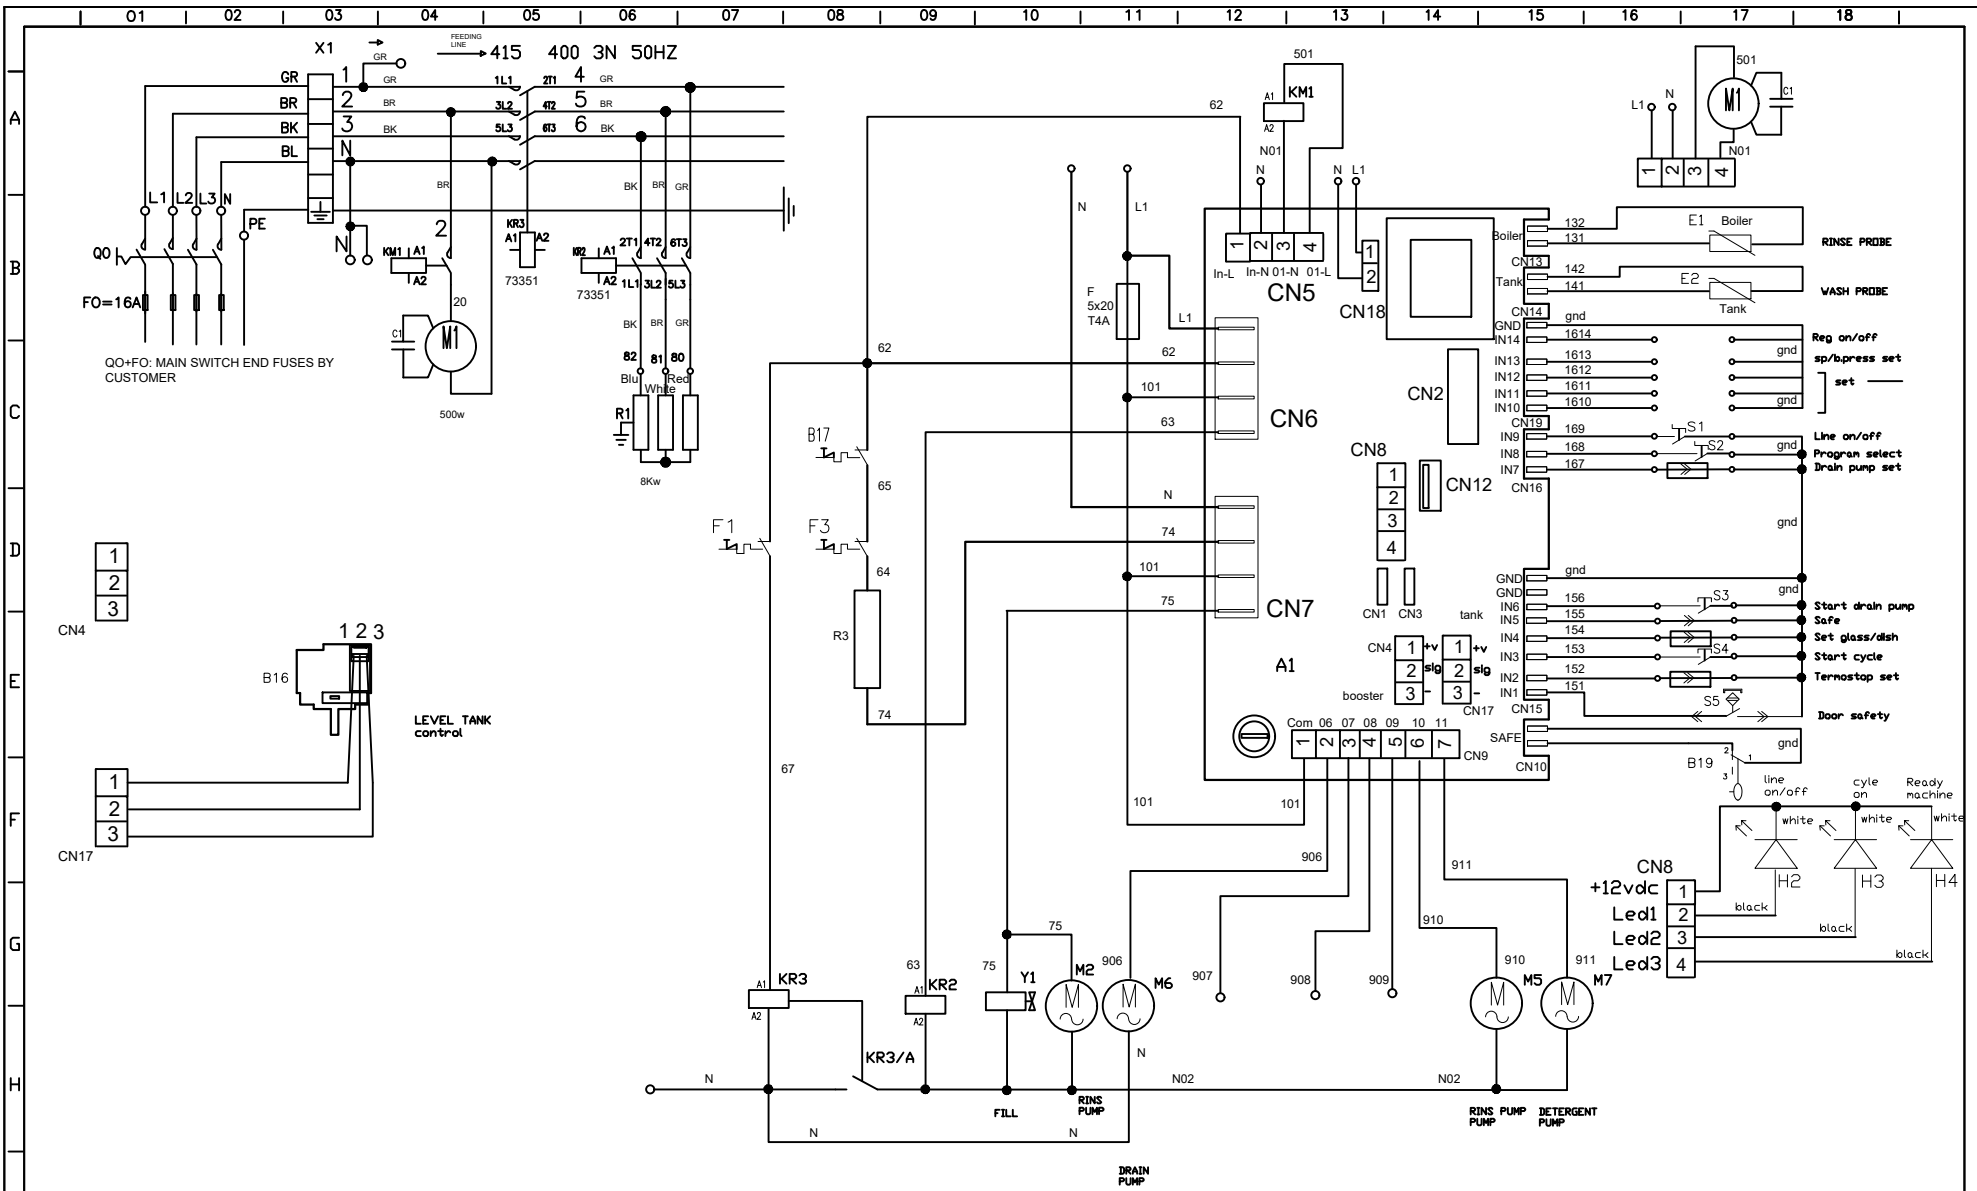 01 02 03 04 05 06 07 08 09 10 11 12 13 14 15 16 17 18
A
B
C
D
E
F
G
H
X1
GR
FEEDING
LINE
415 400 3N 50HZ
GR 1 GR 1L1 2T1 4 GR
BR 2 BR 3L2 4T2 5 BR
BK 3 BK 5L3 6T3 6 BK
BL N
L1 L2 L3 N
PE
N
QO
FO=16A
QO+FO: MAIN SWITCH END FUSES BY
CUSTOMER
BR
2
KM1 A1
A2
20
C1
M1
500w
KR3
A1 A2
73351
BK BR GR
2T1 4T2 6T3
KR2 A1
A2
73351
1L1 3L2 5L3
BK BR GR
82 81 80
Blu White Red
R1
8Kw
62
501
A1 KM1
A2
N01
N
N L1
N
L1
F
5x20
T4A
1 2 3 4
In-L In-N 01-N 01-L
CN5
1
2
CN18
L1
62
62
101
63
CN6
CN2
B17
65
F1
F3
64
R3
74
N
74
101
75
CN7
CN8
1
2
3
4
CN12
CN1 CN3
tank
CN4 1 +v 1 +v
2 sig 2 sig
booster 3 - 3 -
CN17
A1
Com 06 07 08 09 10 11
1 2 3 4 5 6 7
CN9
501
M1
C1
L1
N
N01
1 2 3 4
Boiler 132
131
E1 Boiler
RINSE PROBE
CN13
Tank 142
141
E2
Tank
WASH PROBE
CN14
GND gnd
IN14 1614 Reg on/off
gnd
IN13 1613 sp/b.press set
IN12 1612
IN11 1611 set
IN10 1610 gnd
CN19
IN9 169 S1 Line on/off
IN8 168 S2 gnd Program select
IN7 167 Drain pump set
CN16
gnd
GND gnd
GND gnd
IN6 156 S3 Start drain pump
IN5 155 Safe
IN4 154 Set glass/dish
IN3 153 S4 Start cycle
IN2 152 Termostop set
IN1 151
CN15
S5
Door safety
SAFE
gnd
CN10
B19
2 1
3
1
2
3
CN4
1 2 3
B16
LEVEL TANK
control
1
2
3
CN17
67
101
101
906
911
907
908
909
910
910
911
75
75
63
906
A1 KR3
A2
A1 KR2
A2
KR3/A
Y1
M2
M
M6
M
M5
M
M7
M
N
N
N02
N02
N
N
FILL
RINS
PUMP
DRAIN
PUMP
RINS PUMP
PUMP
DETERGENT
PUMP
line
on/off
cyle
on
Ready
machine
white
white
white
H2
H3
H4
CN8
+12vdc 1
Led1 2 black
Led2 3 black
Led3 4 black